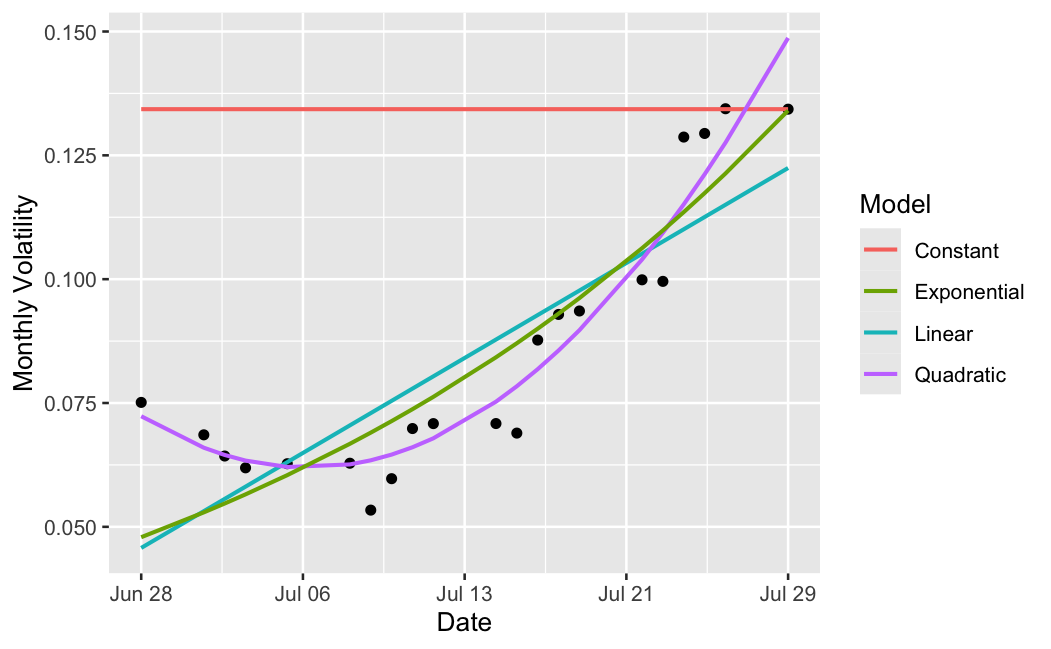 0.150
0.125
0.100
0.075
0.050
Monthly Volatility
Jun 28
Jul 06
Jul 13
Jul 21
Jul 29
Date
Model
Constant
Exponential
Linear
Quadratic